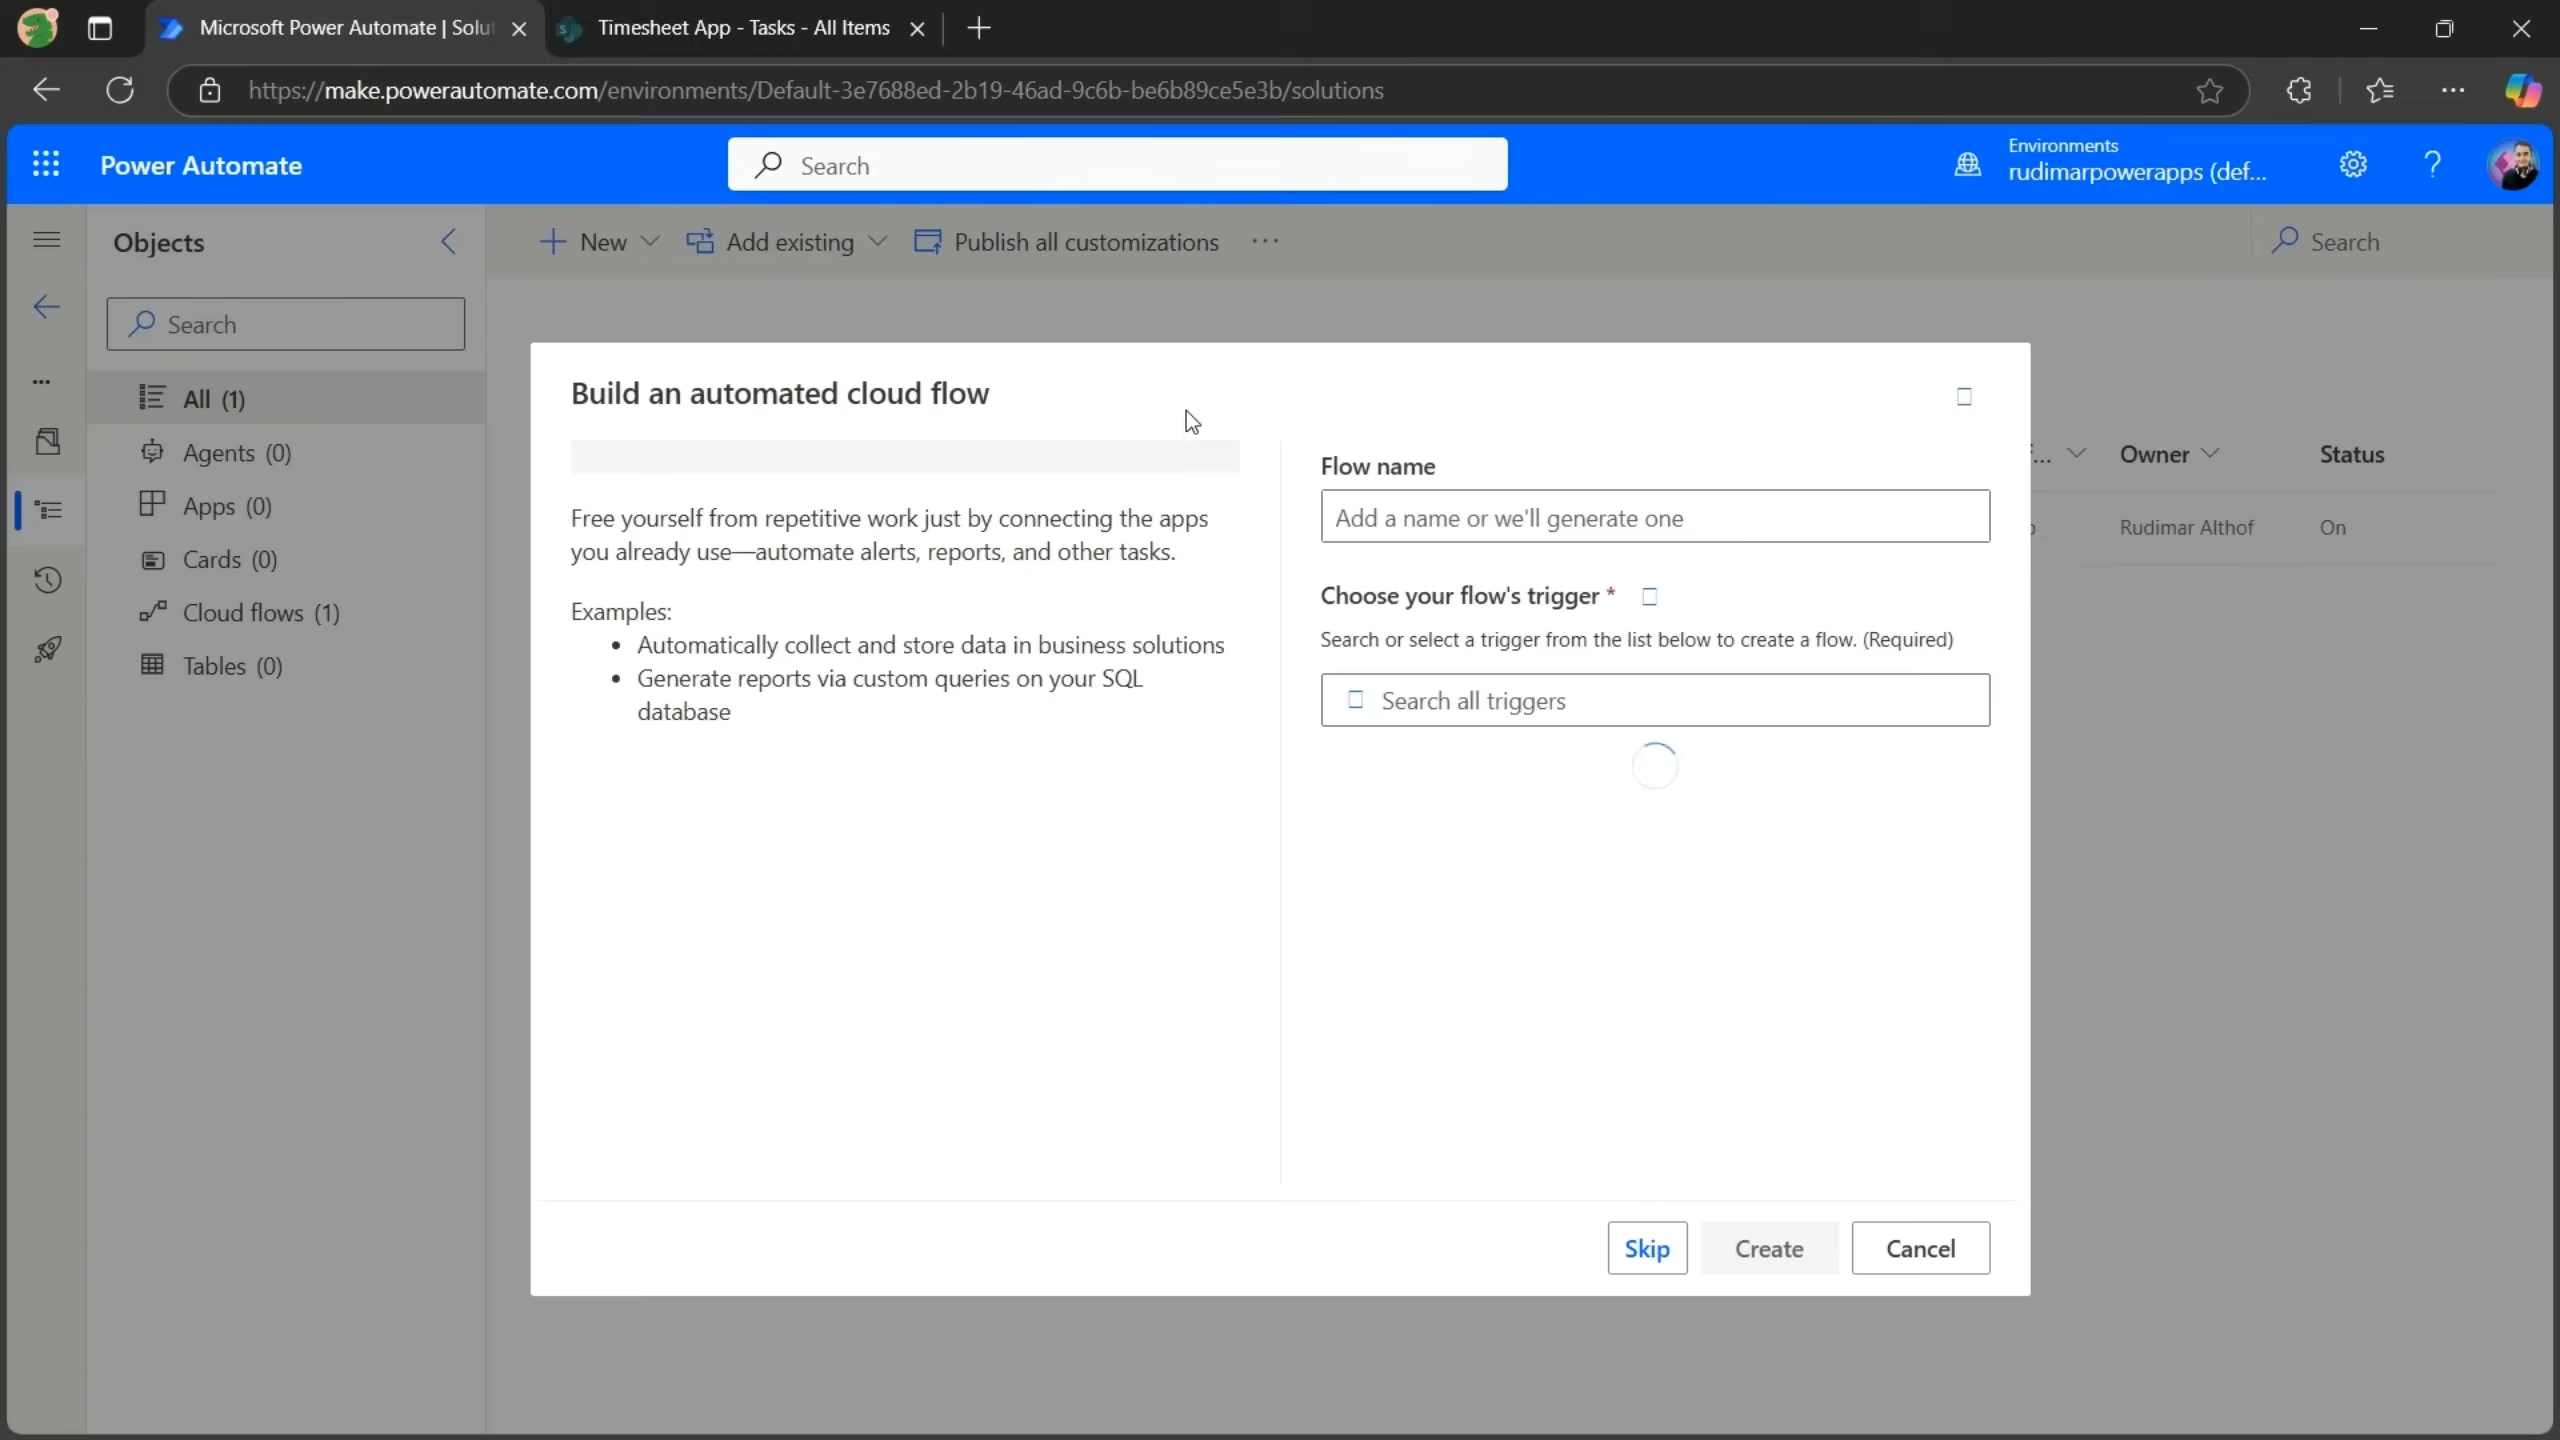 Microsoft Power Automate | Solut
Timesheet App - Tasks - All Items
https://make.powerautomate.com/environments/Default-3e7688ed-2b19-46ad-9c6b-be6b89ce5e3b/solutions
Power Automate
Search
Environments
rudimarpowerapps (def...
Objects
New
Add existing
Publish all customizations
Search
Search
All (1)
Agents (0)
Apps (0)
Cards (0)
Cloud flows (1)
Tables (0)
Build an automated cloud flow
Free yourself from repetitive work just by connecting the apps
you already use—automate alerts, reports, and other tasks.
Examples:
• Automatically collect and store data in business solutions
• Generate reports via custom queries on your SQL
database
Flow name
Add a name or we'll generate one
Choose your flow's trigger *
Search or select a trigger from the list below to create a flow. (Required)
Search all triggers
Skip
Create
Cancel
Owner
Status
Rudimar Althof
On